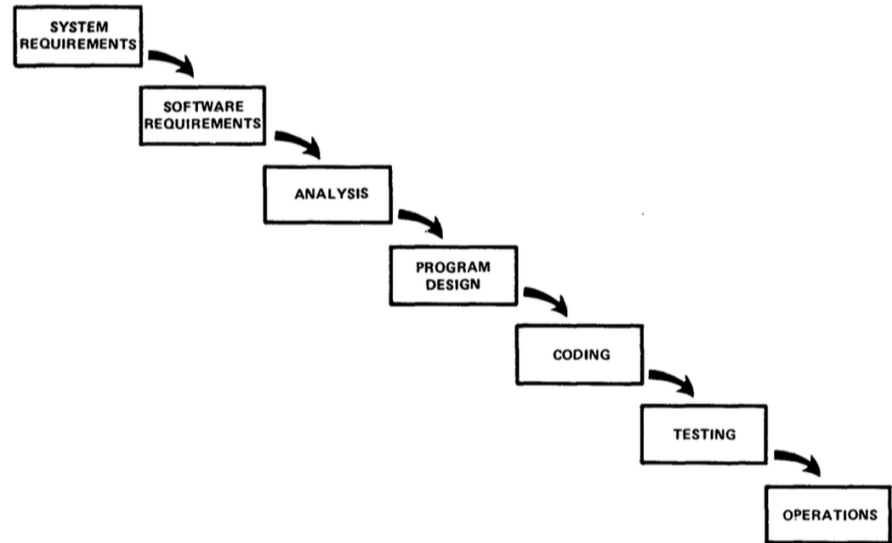 SYSTEM
REQUIREMENTS
SOFTWARE
REQUIREMENTS
ANALYSIS
PROGRAM
DESIGN
CODING
TESTING
OPERATIONS